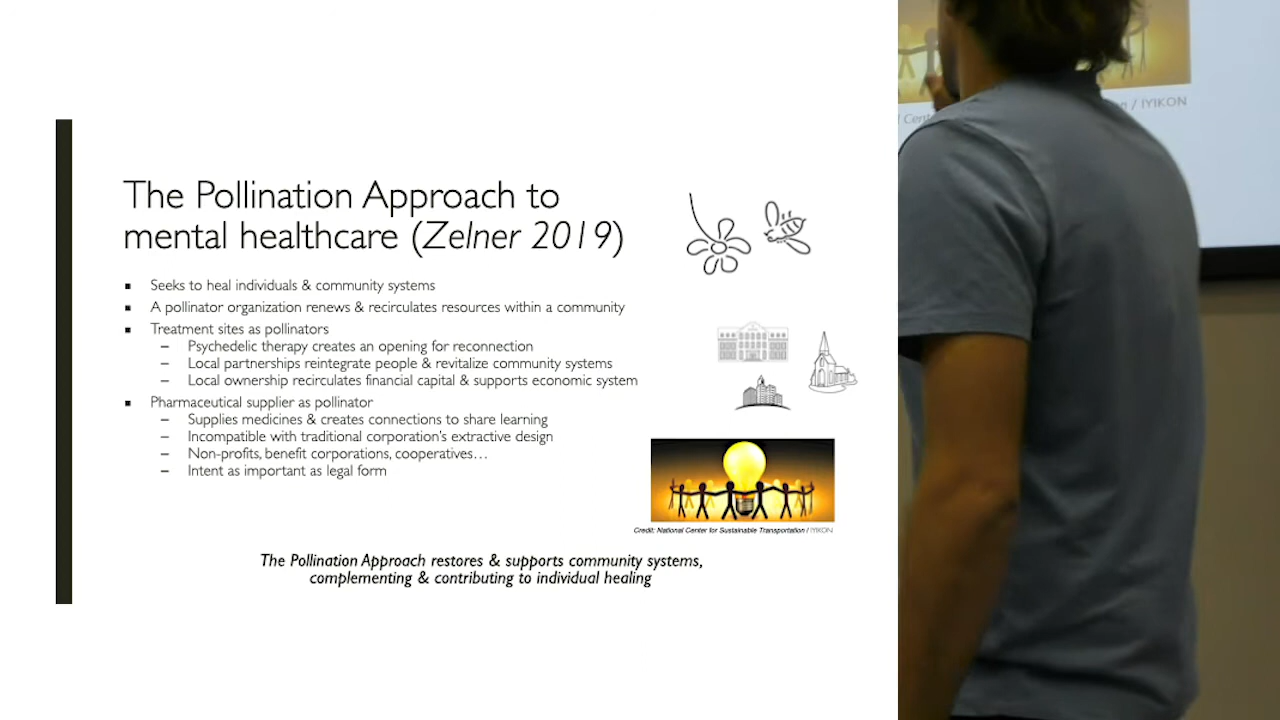 The Pollination Approach to
mental healthcare (Zelner 2019)
▪ Seeks to heal individuals & community systems
▪ A pollinator organization renews & recirculates resources within a community
▪ Treatment sites as pollinators
– Psychedelic therapy creates an opening for reconnection
– Local partnerships reintegrate people & revitalize community systems
– Local ownership recirculates financial capital & supports economic system
▪ Pharmaceutical supplier as pollinator
– Supplies medicines & creates connections to share learning
– Incompatible with traditional corporation's extractive design
– Non-profits, benefit corporations, cooperatives…
– Intent as important as legal form
Credit: National Center for Sustainable Transportation / IYIKON
The Pollination Approach restores & supports community systems,
complementing & contributing to individual healing
/ IYIKON